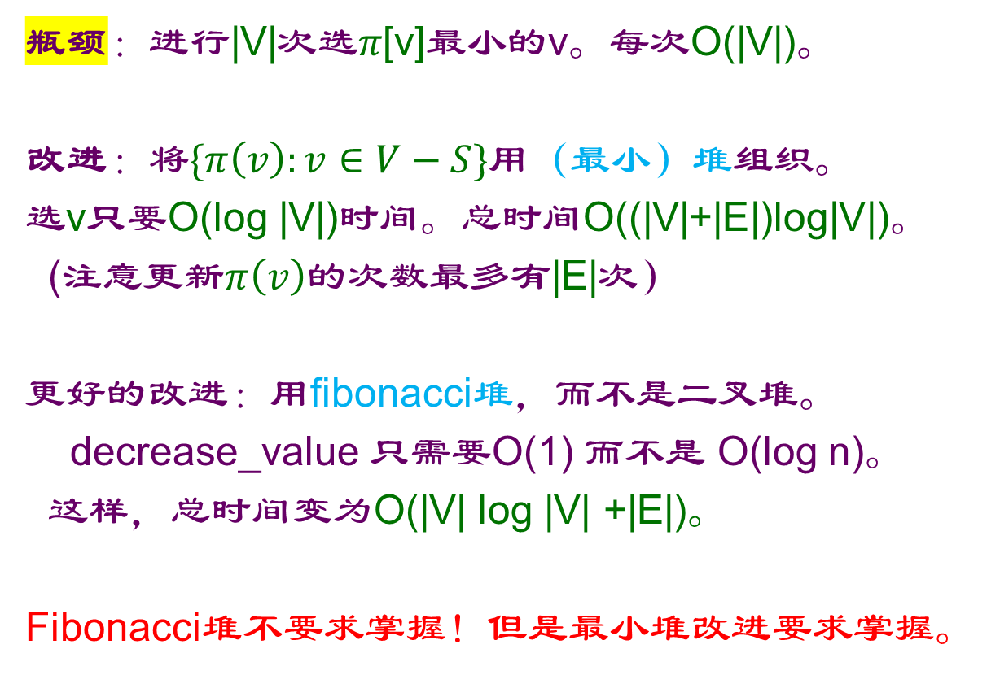 瓶颈：进行|V|次选π[v]最小的v。每次O(|V|)。
改进：将{π(v): v ∈ V − S}用（最小）堆组织。
选v只要O(log |V|)时间。总时间O((|V|+|E|)log|V|)。
(注意更新π(v)的次数最多有|E|次）
更好的改进：用fibonacci堆，而不是二叉堆。
decrease_value 只需要O(1) 而不是 O(log n)。
这样，总时间变为O(|V| log |V| +|E|)。
Fibonacci堆不要求掌握！但是最小堆改进要求掌握。